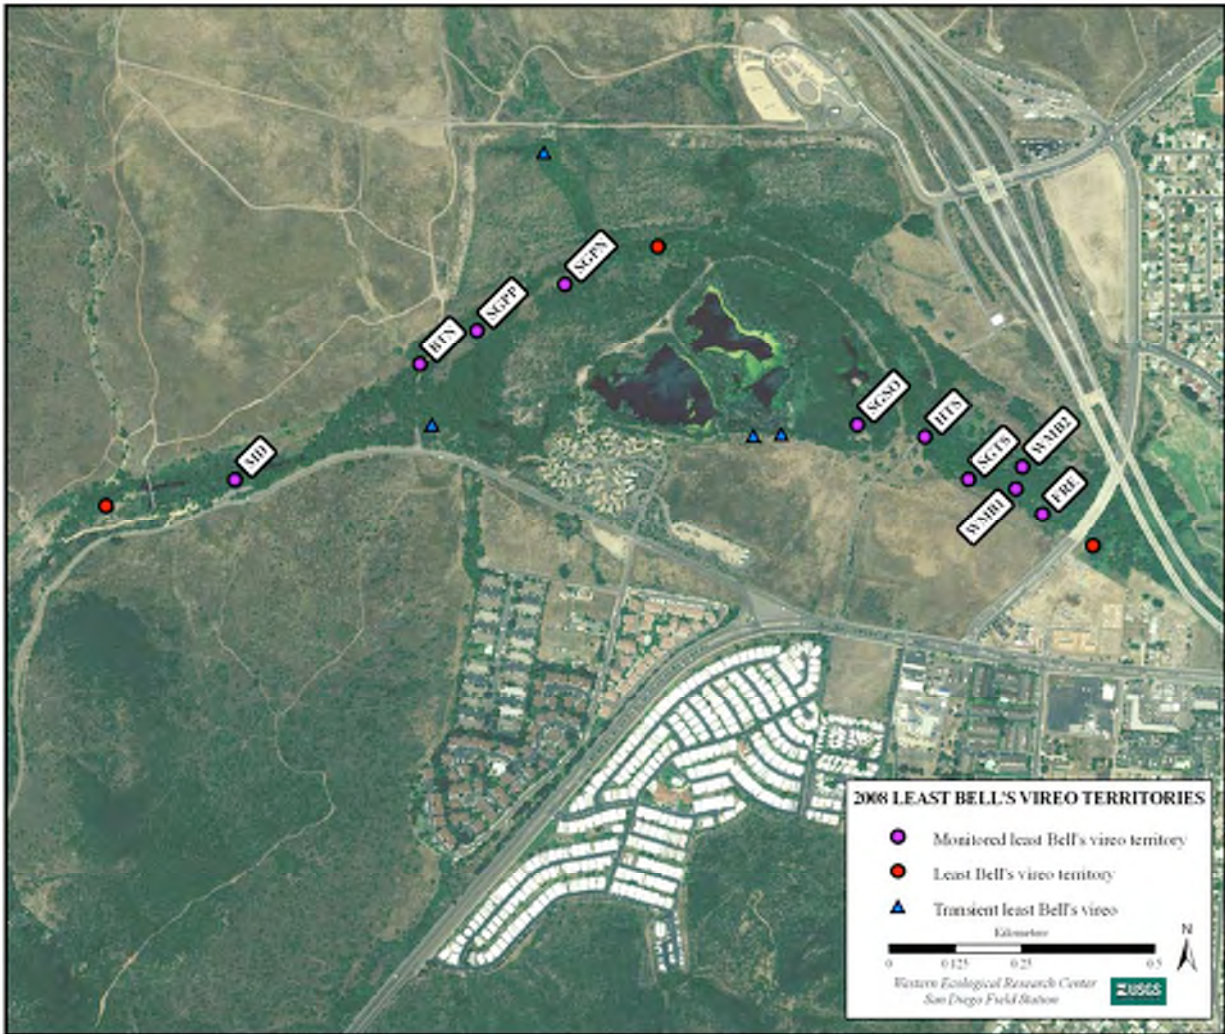 SGPN
SGPP
BTN
MD
SGSO
HTS
SGTS
WMB2
WMB1
FRE
2008 LEAST BELL'S VIREO TERRITORIES
Monitored least Bell's vireo territory
Least Bell's vireo territory
Transient least Bell's vireo
Kilometers
N
0 0.125 0.25 0.5
Western Ecological Research Center
San Diego Field Station
USGS